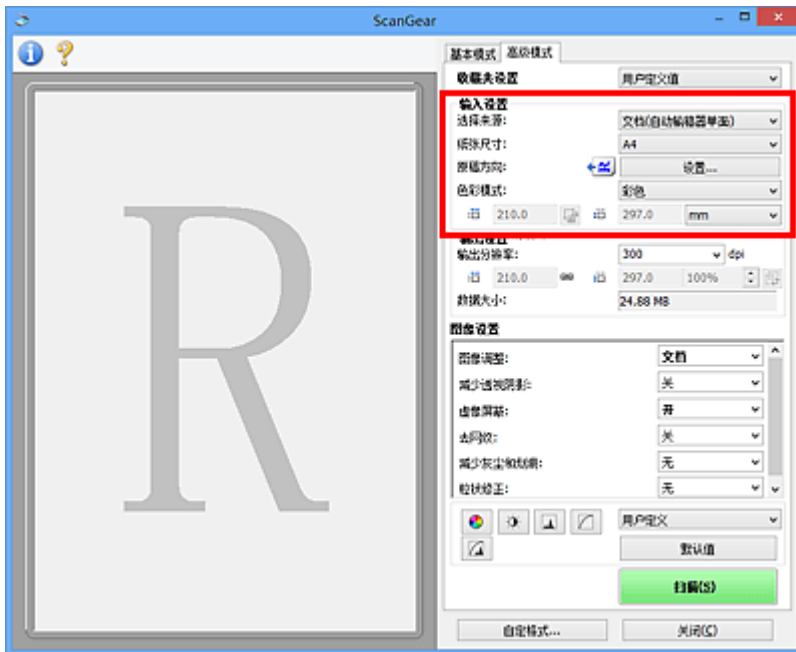 ScanGear
基本模式 高级模式
收藏夹设置 用户定义值
输入设置
选择来源: 文档(自动输稿器单面)
纸张尺寸: A4
原稿方向: 设置...
色彩模式: 彩色
210.0 297.0 mm
输出设置
输出分辨率: 300 dpi
210.0 297.0 100%
数据大小: 24.88 MB
图像设置
图像调整: 文档
减少透视阴影: 关
虚像屏蔽: 开
去网纹: 关
减少灰尘和划痕: 无
粒状矫正: 无
用户定义
默认值
扫描(S)
自定格式... 关闭(C)
R